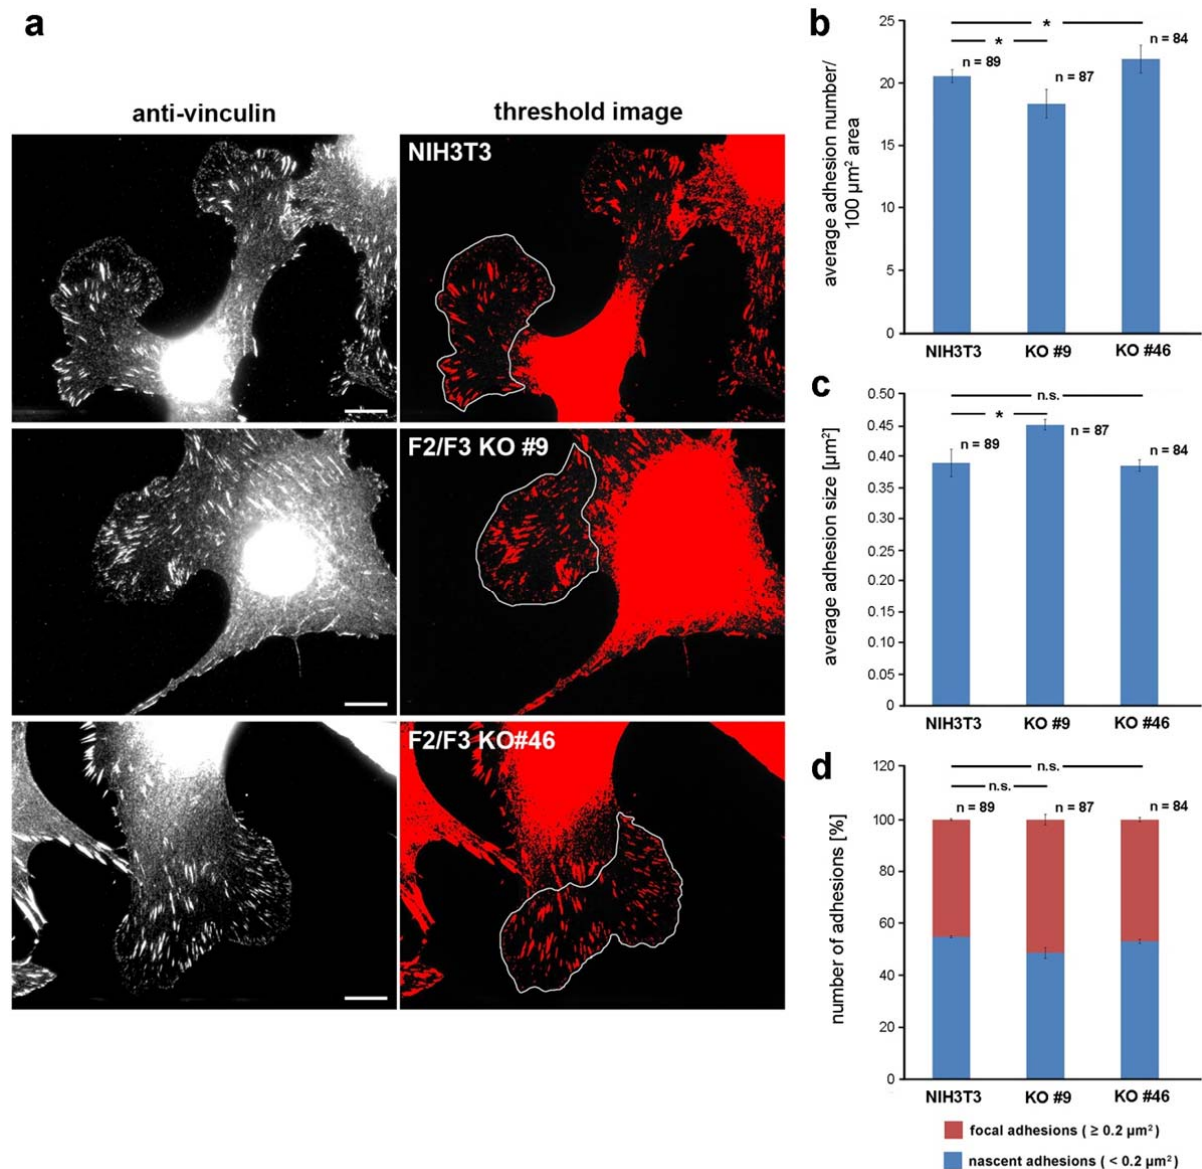 a
anti-vinculin
threshold image
NIH3T3
F2/F3 KO #9
F2/F3 KO#46
b
average adhesion number/
100 µm² area
25
20
25
20
15
10
5
0
*
*
n = 89
n = 87
n = 84
NIH3T3
KO #9
KO #46
c
average adhesion size [µm²]
0.50
0.45
0.40
0.35
0.30
0.25
0.20
0.15
0.10
0.05
0
n.s.
*
n = 89
n = 87
n = 84
NIH3T3
KO #9
KO #46
d
number of adhesions [%]
120
100
80
60
40
20
0
n.s.
n.s.
n = 89
n = 87
n = 84
NIH3T3
KO #9
KO #46
focal adhesions ( ≥ 0.2 µm²)
nascent adhesions ( < 0.2 µm²)